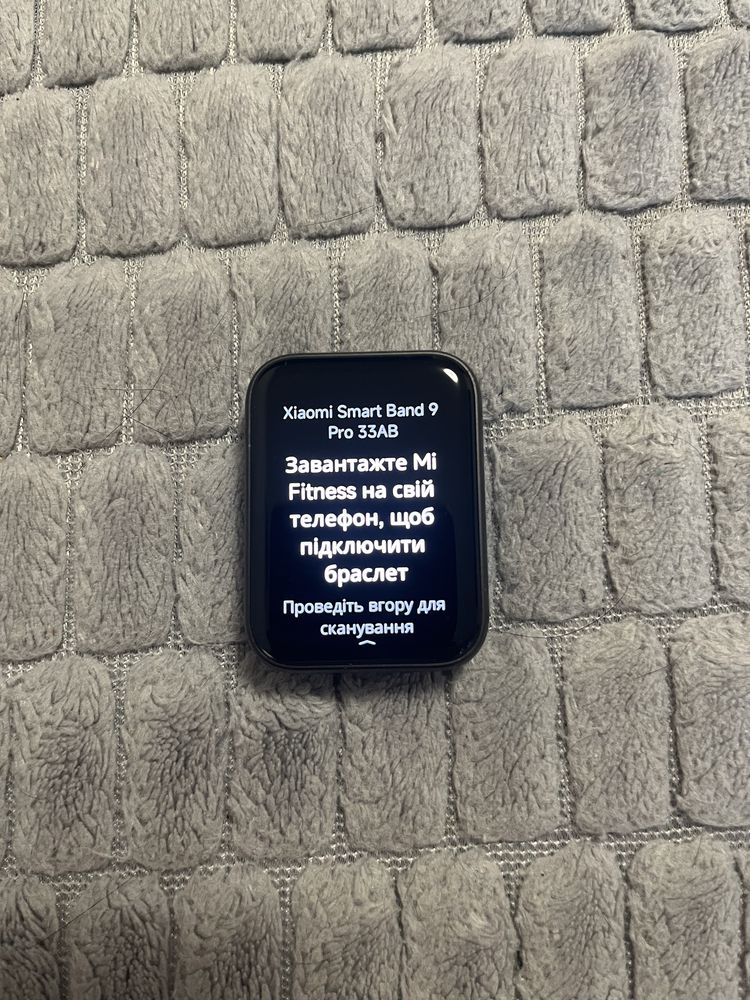 Xiaomi Smart Band 9
Pro 33AB
Завантажте Mi
Fitness на свій
телефон, щоб
підключити
браслет
Проведіть вгору для
сканування